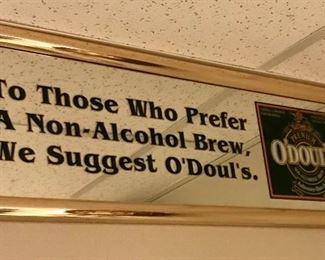 To Those Who Prefer
A Non-Alcohol Brew,
We Suggest O'Doul's.